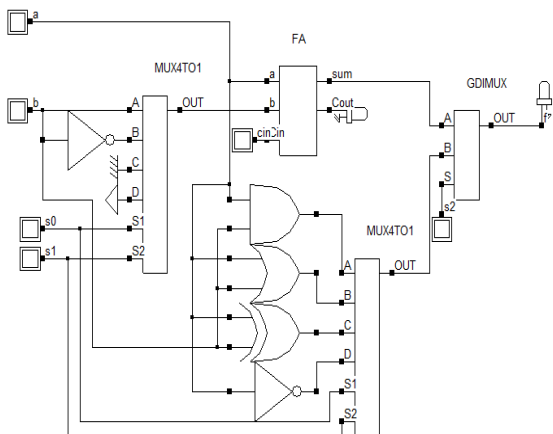 a
FA
MUX4TO1
GDIMUX
a
sum
b
A
OUT
b
Cout
A
OUT
B
cin
B
C
S
D
s2
s0
S1
MUX4TO1
s1
S2
A
OUT
B
C
D
S1
S2